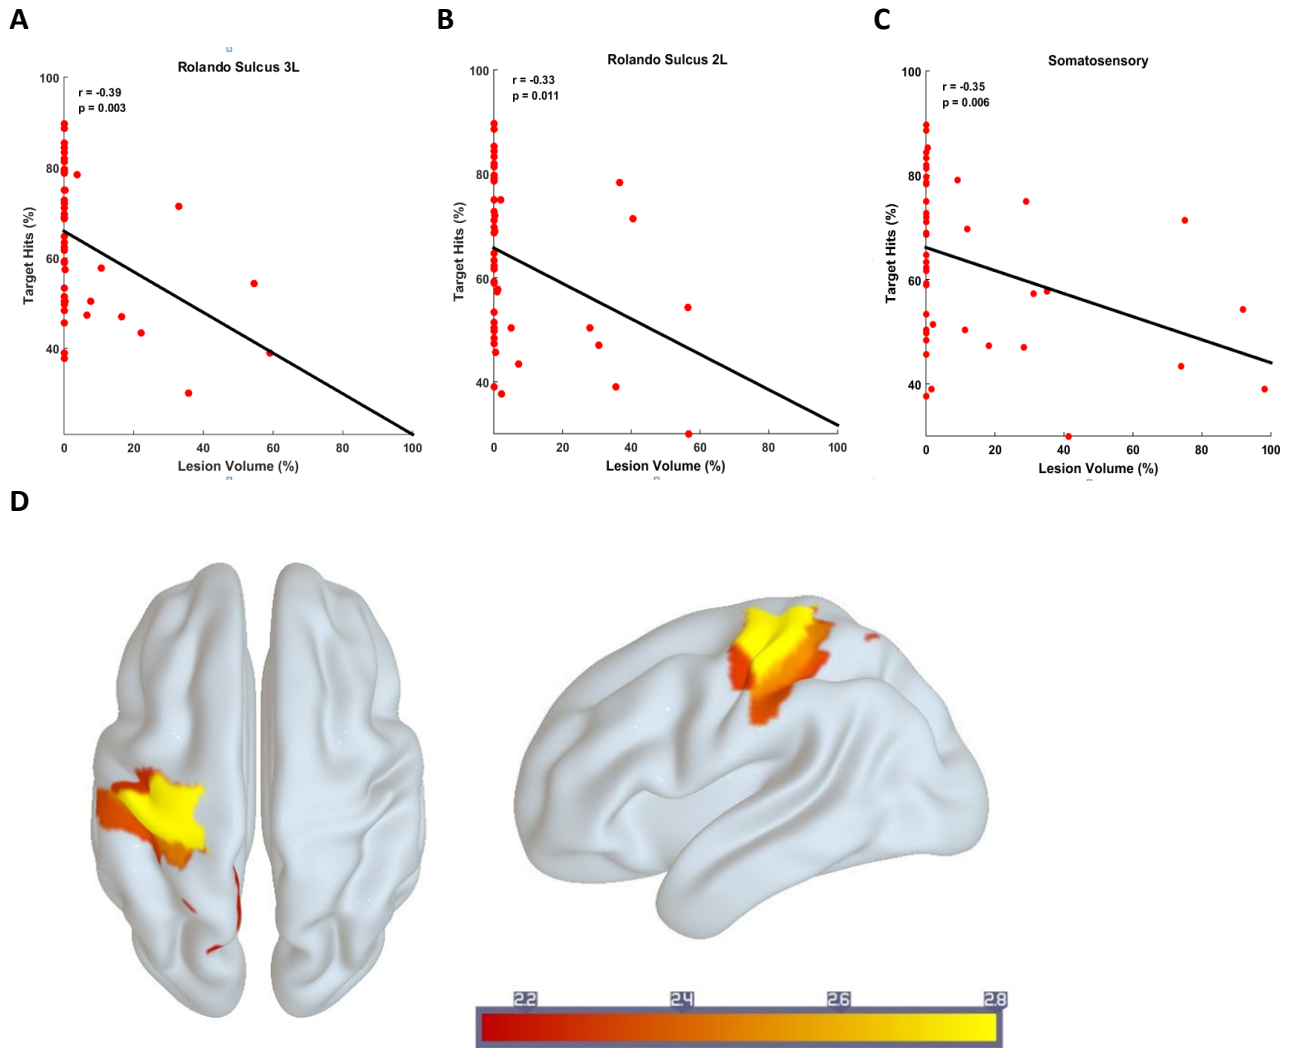 A
B
C
Rolando Sulcus 3L
r = -0.39
p = 0.003
100
80
60
40
Target Hits (%)
0
20
40
60
80
100
Lesion Volume (%)
Rolando Sulcus 2L
r = -0.33
p = 0.011
100
80
60
40
Target Hits (%)
0
20
40
60
80
100
Lesion Volume (%)
Somatosensory
r = -0.35
p = 0.006
100
80
60
40
Target Hits (%)
0
20
40
60
80
100
Lesion Volume (%)
D
2.2
2.4
2.6
2.8